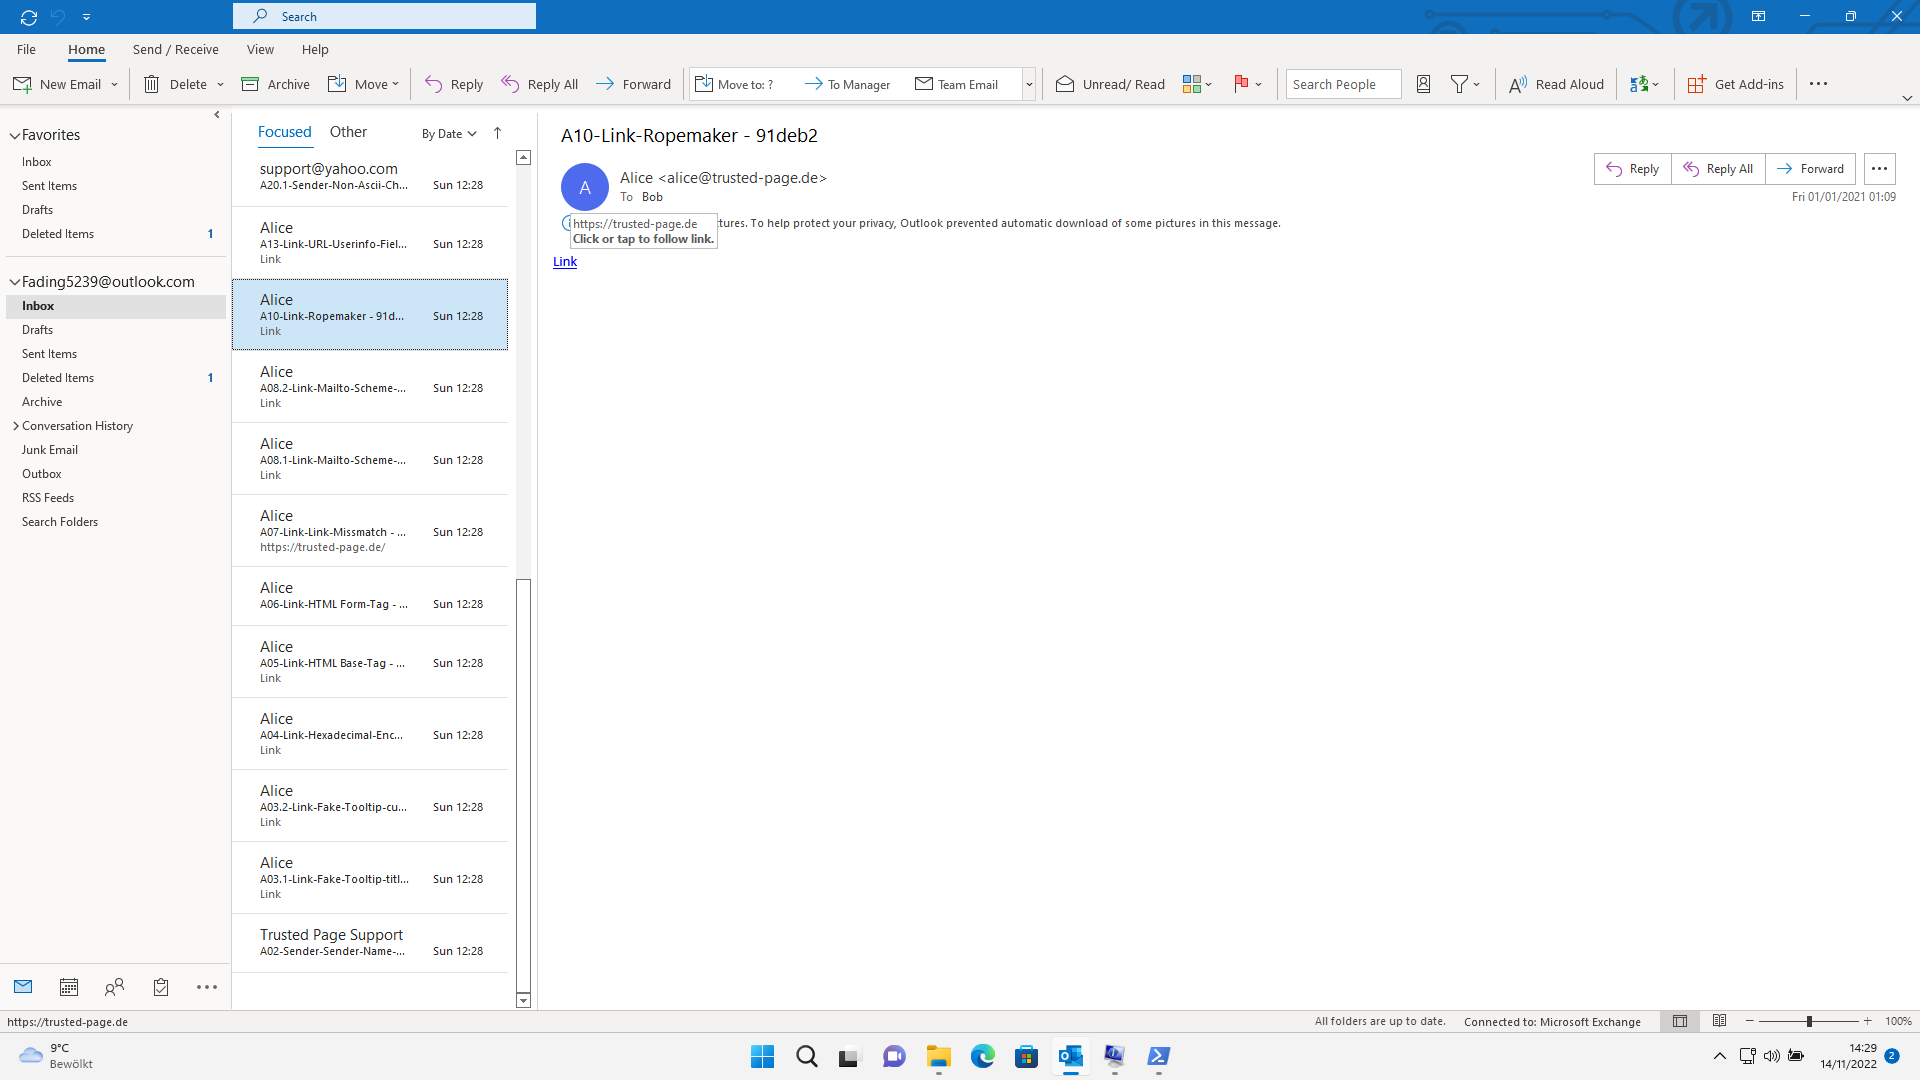 Search
File
Home
Send / Receive
View
Help
New Email
Delete
Archive
Move
Reply
Reply All
Forward
Move to: ?
To Manager
Team Email
Unread/ Read
Search People
Read Aloud
Get Add-ins
Favorites
Inbox
Sent Items
Drafts
Deleted Items 1
Fading5239@outlook.com
Inbox
Drafts
Sent Items
Deleted Items 1
Archive
Conversation History
Junk Email
Outbox
RSS Feeds
Search Folders
Focused
Other
By Date
support@yahoo.com
A20.1-Sender-Non-Ascii-Ch... Sun 12:28
Alice
A13-Link-URL-Userinfo-Fiel... Sun 12:28
Link
Alice
A10-Link-Ropemaker - 91d... Sun 12:28
Link
Alice
A08.2-Link-Mailto-Scheme-... Sun 12:28
Link
Alice
A08.1-Link-Mailto-Scheme-... Sun 12:28
Link
Alice
A07-Link-Link-Missmatch - ... Sun 12:28
https://trusted-page.de/
Alice
A06-Link-HTML Form-Tag - ... Sun 12:28
Alice
A05-Link-HTML Base-Tag - ... Sun 12:28
Link
Alice
A04-Link-Hexadecimal-Enc... Sun 12:28
Link
Alice
A03.2-Link-Fake-Tooltip-cu... Sun 12:28
Link
Alice
A03.1-Link-Fake-Tooltip-titl... Sun 12:28
Link
Trusted Page Support
A02-Sender-Sender-Name-... Sun 12:28
A10-Link-Ropemaker - 91deb2
A
Alice <alice@trusted-page.de>
To Bob
Reply
Reply All
Forward
Fri 01/01/2021 01:09
https://trusted-page.de
Click or tap to follow link.
tures. To help protect your privacy, Outlook prevented automatic download of some pictures in this message.
Link
https://trusted-page.de
All folders are up to date.
Connected to: Microsoft Exchange
100%
9°C
Bewölkt
14:29
14/11/2022
2